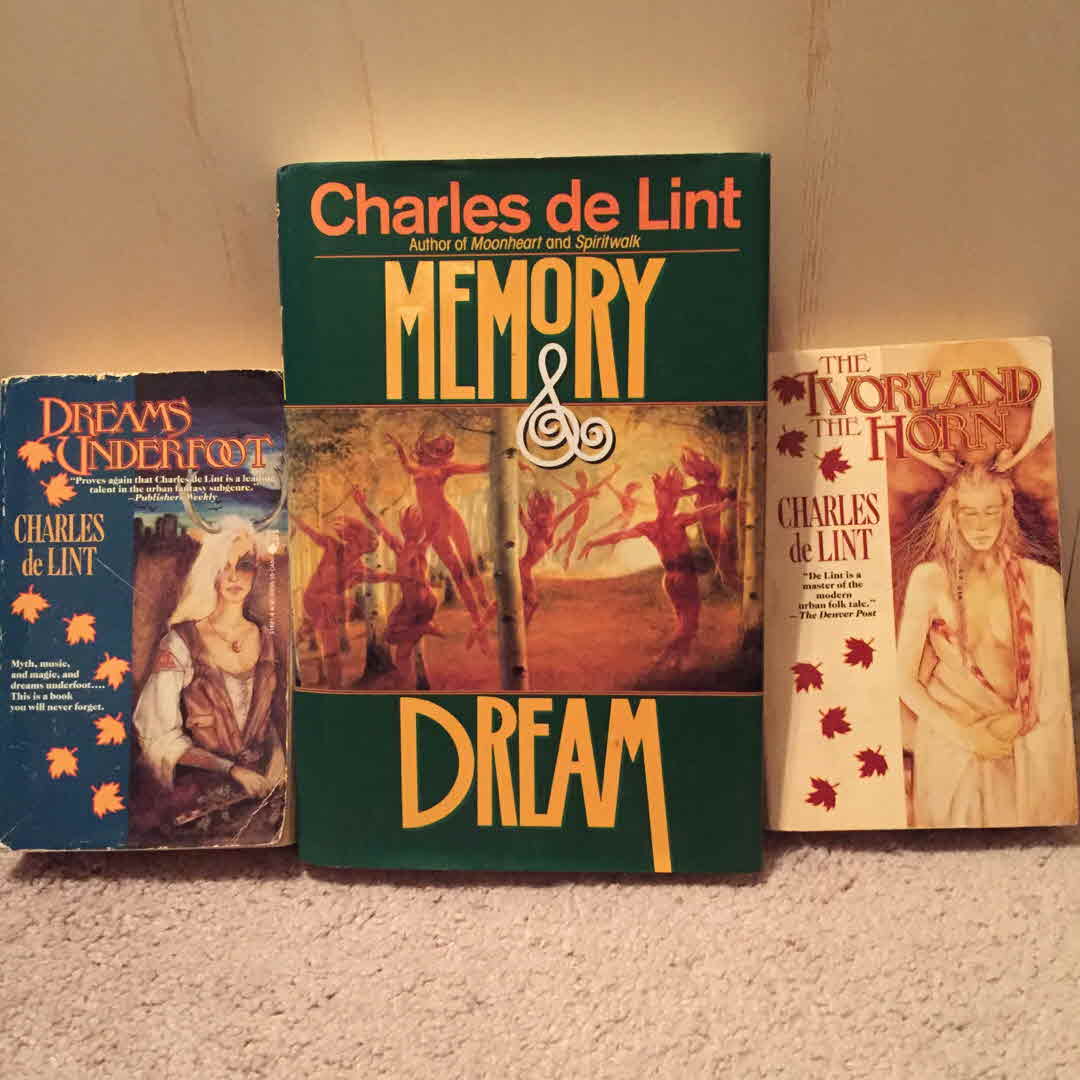 DREAMS
UNDERFOOT
"Proves again that Charles de Lint is a leading
talent in the urban fantasy subgenre.
—Publishers Weekly
CHARLES
de LINT
Myth, music,
and magic, and
dreams underfoot....
This is a book
you will never forget.
Charles de Lint
Author of Moonheart and Spiritwalk
MEMORY
&
DREAM
THE
IVORY AND
THE HORN
CHARLES
de LINT
"De Lint is a
master of the
modern
urban folk tale."
—The Denver Post